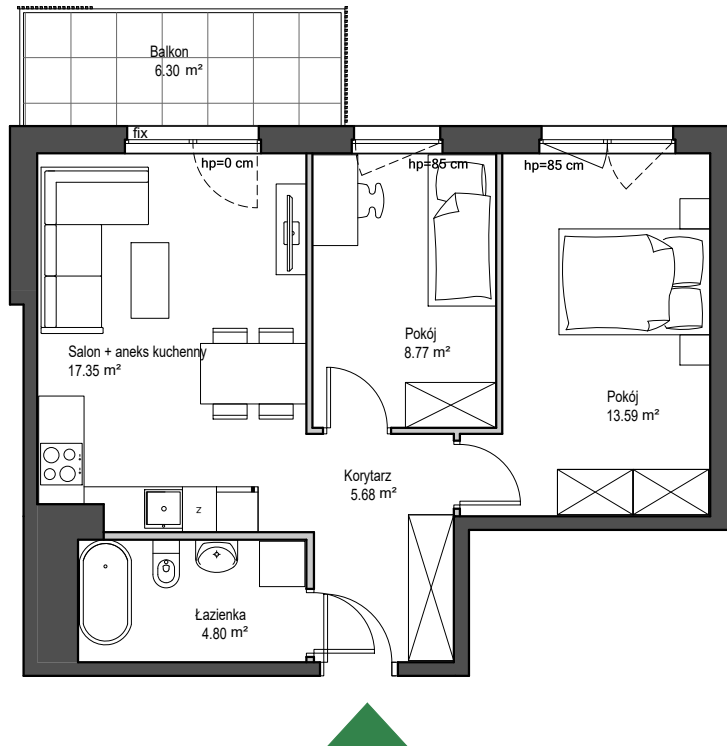 Balkon
6.30 m²
fix
hp=0 cm
hp=85 cm
hp=85 cm
Salon + aneks kuchenny
17.35 m²
Pokój
8.77 m²
Pokój
13.59 m²
Korytarz
5.68 m²
z
Łazienka
4.80 m²